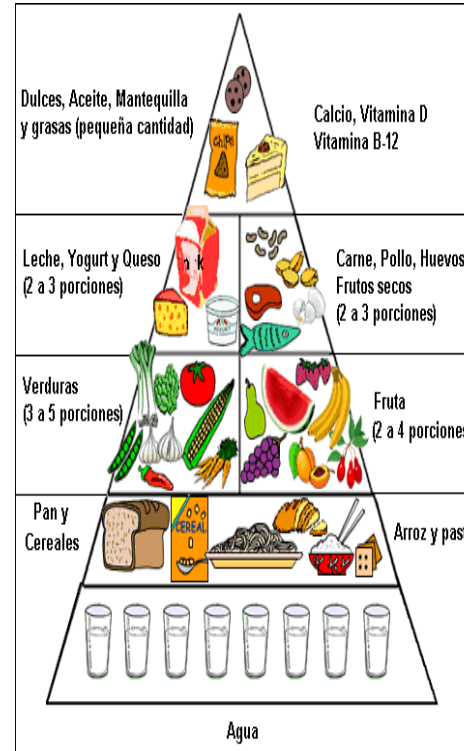 Dulces, Aceite, Mantequilla
y grasas (pequeña cantidad)
Calcio, Vitamina D
Vitamina B-12
chips
Leche, Yogurt y Queso
(2 a 3 porciones)
Carne, Pollo, Huevos
Frutos secos
(2 a 3 porciones)
Verduras
(3 a 5 porciones)
Fruta
(2 a 4 porciones
Pan y
Cereales
CEREAL
Arroz y past
Agua